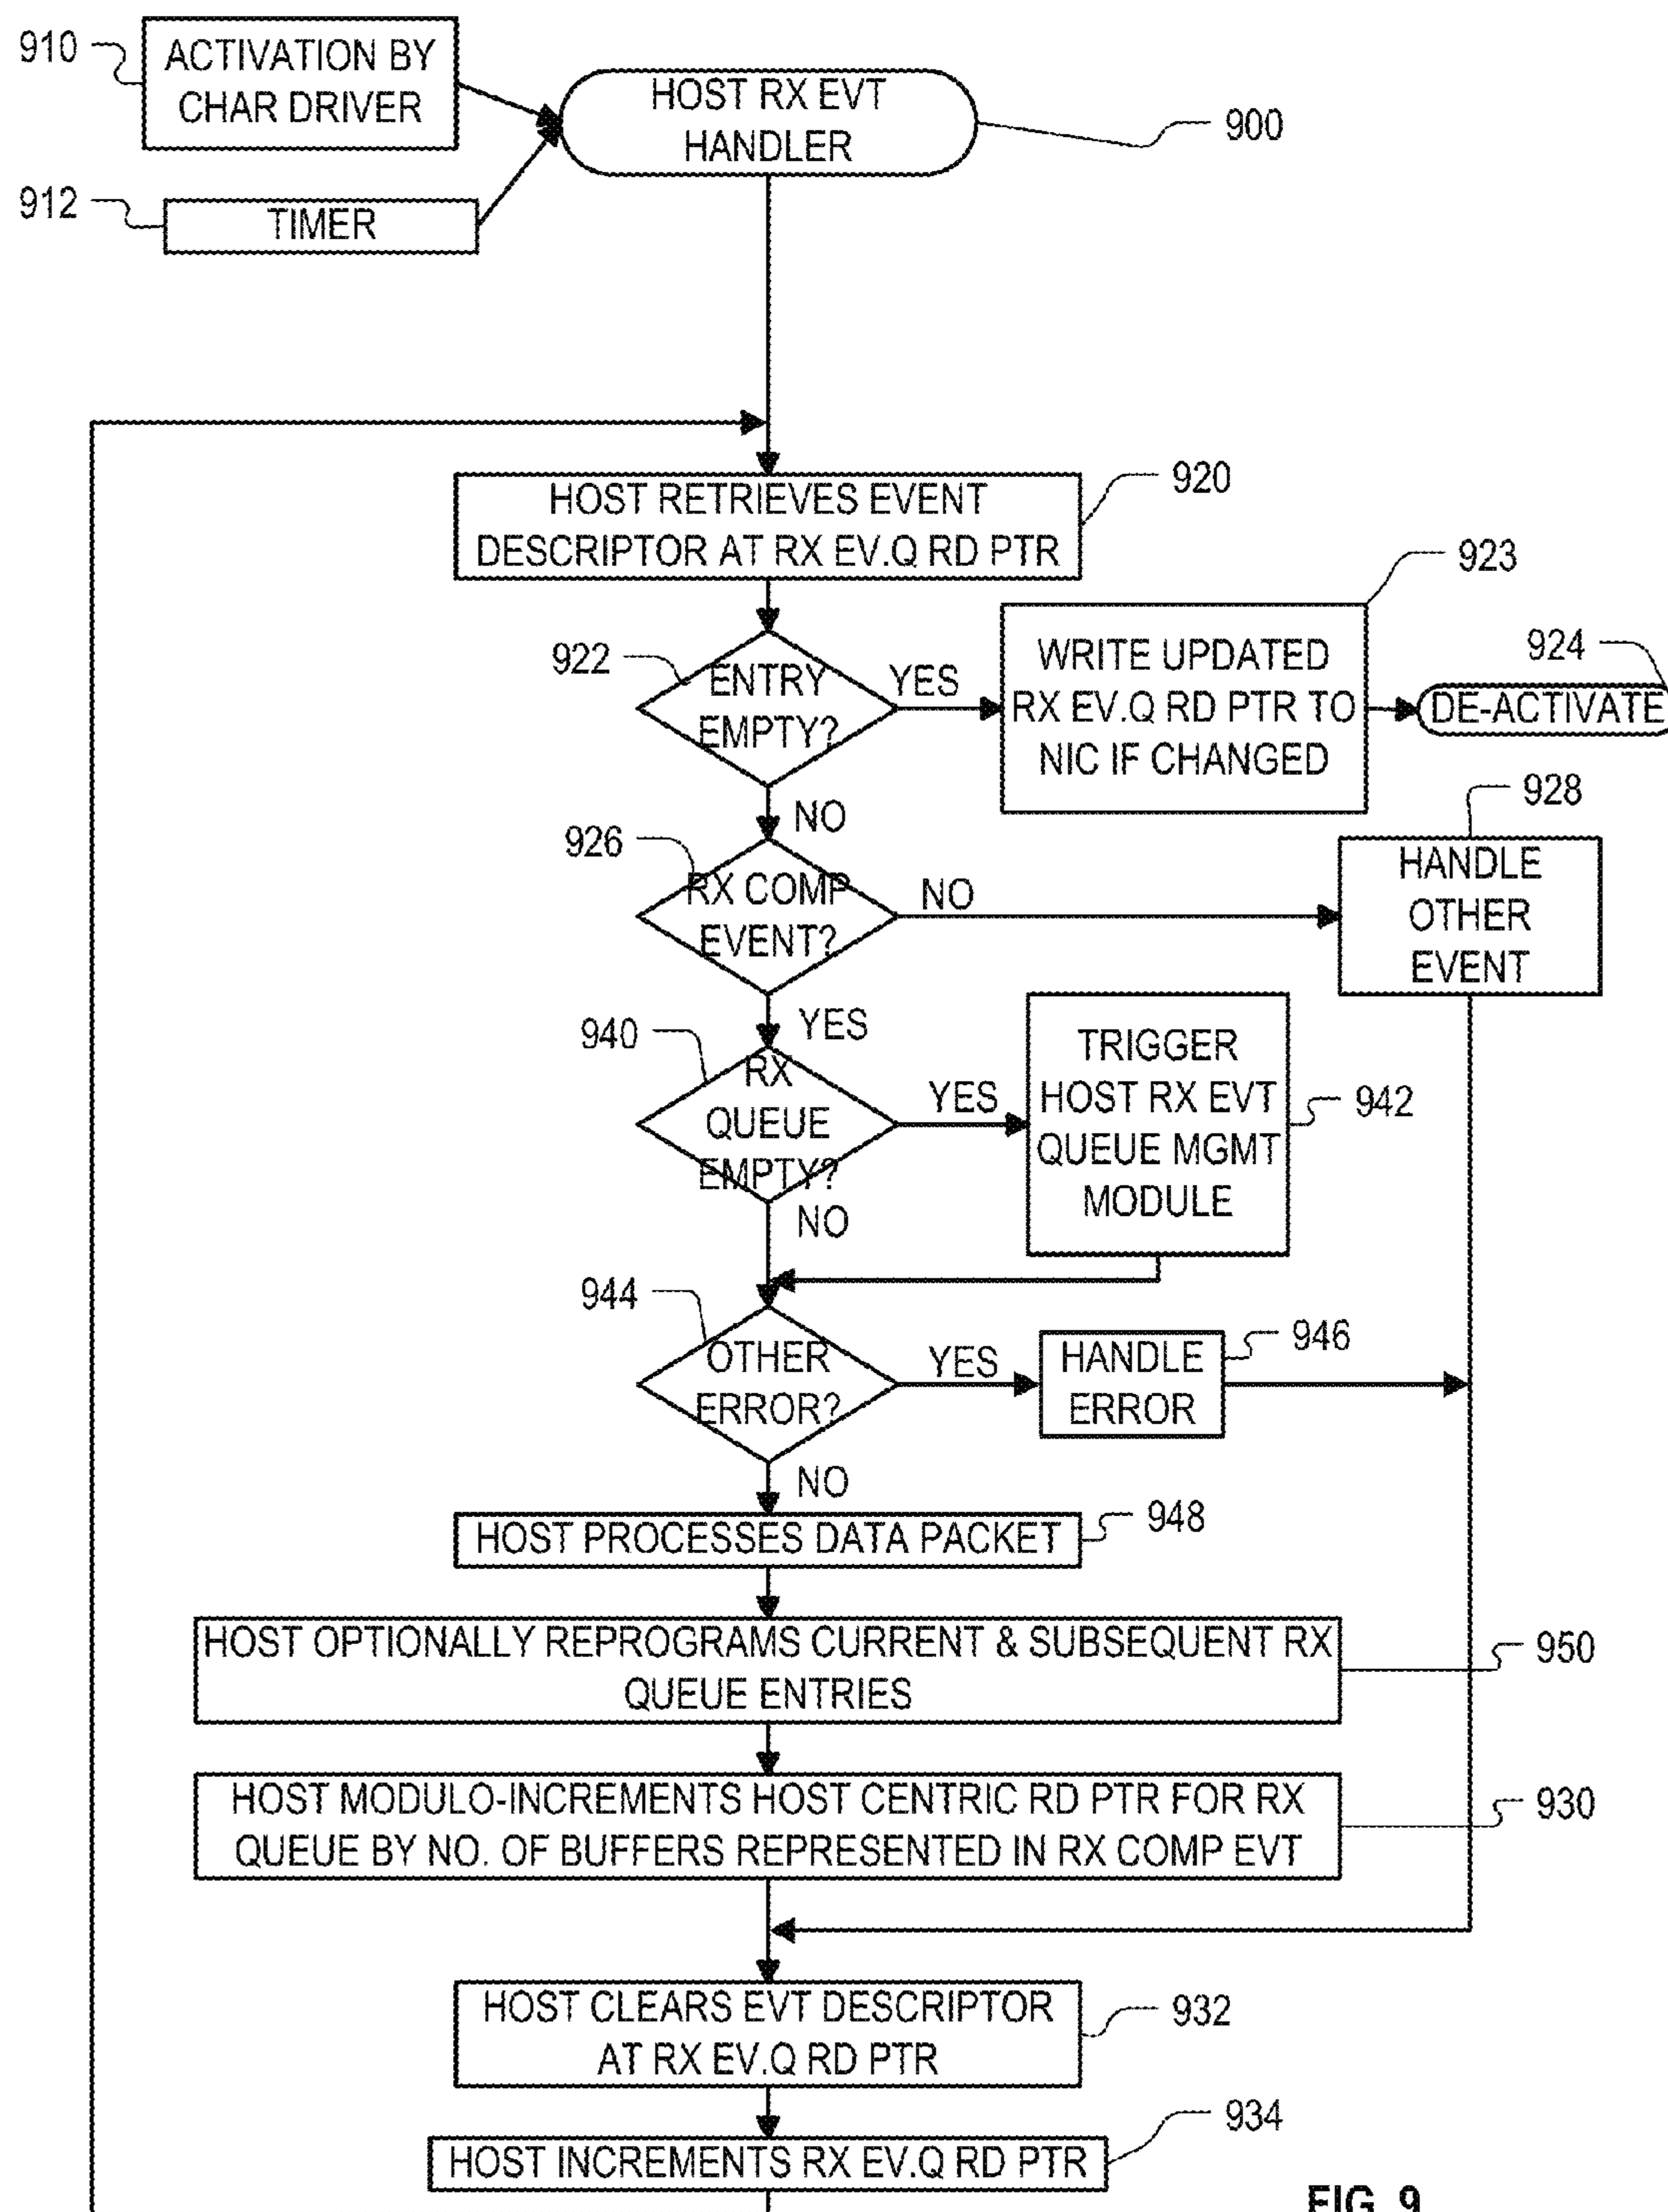 910
ACTIVATION BY
CHAR DRIVER
HOST RX EVT
HANDLER
900
912
TIMER
HOST RETRIEVES EVENT
DESCRIPTOR AT RX EV.Q RD PTR
920
922
ENTRY
EMPTY?
YES
923
WRITE UPDATED
RX EV.Q RD PTR TO
NIC IF CHANGED
924
DE-ACTIVATE
NO
926
RX COMP
EVENT?
NO
928
HANDLE
OTHER
EVENT
YES
940
RX
QUEUE
EMPTY?
YES
TRIGGER
HOST RX EVT
QUEUE MGMT
MODULE
942
NO
944
OTHER
ERROR?
YES
HANDLE
ERROR
946
NO
HOST PROCESSES DATA PACKET
948
HOST OPTIONALLY REPROGRAMS CURRENT & SUBSEQUENT RX
QUEUE ENTRIES
950
HOST MODULO-INCREMENTS HOST CENTRIC RD PTR FOR RX
QUEUE BY NO. OF BUFFERS REPRESENTED IN RX COMP EVT
930
HOST CLEARS EVT DESCRIPTOR
AT RX EV.Q RD PTR
932
934
HOST INCREMENTS RX EV.Q RD PTR
FIG. 9